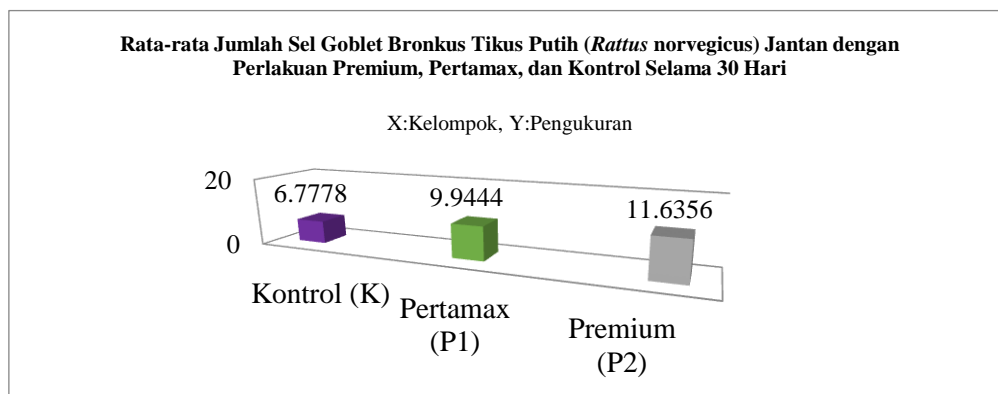 Rata-rata Jumlah Sel Goblet Bronkus Tikus Putih (Rattus norvegicus) Jantan dengan
Perlakuan Premium, Pertamax, dan Kontrol Selama 30 Hari
X:Kelompok, Y:Pengukuran
20
0
6.7778
9.9444
11.6356
Kontrol (K)
Pertamax
(P1)
Premium
(P2)